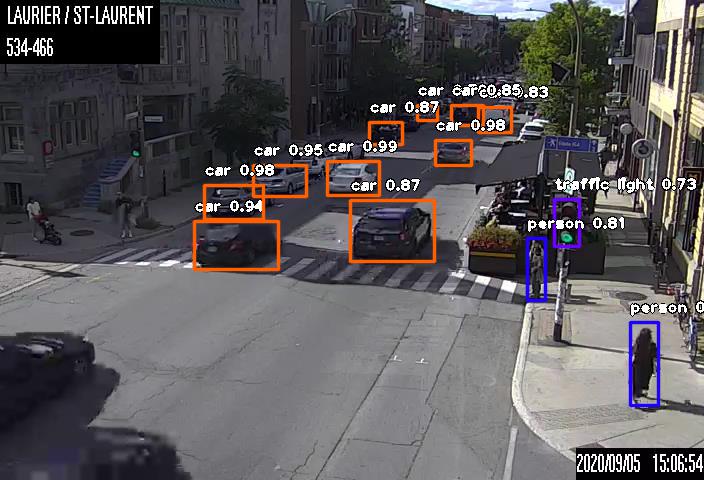 LAURIER / ST-LAURENT
534-466
car 0.85
.83
car 0.87
car 0.98
car 0.95
car 0.99
car 0.98
car 0.87
traffic light 0.73
car 0.94
person 0.81
person 0
2020/09/05 15:06:54